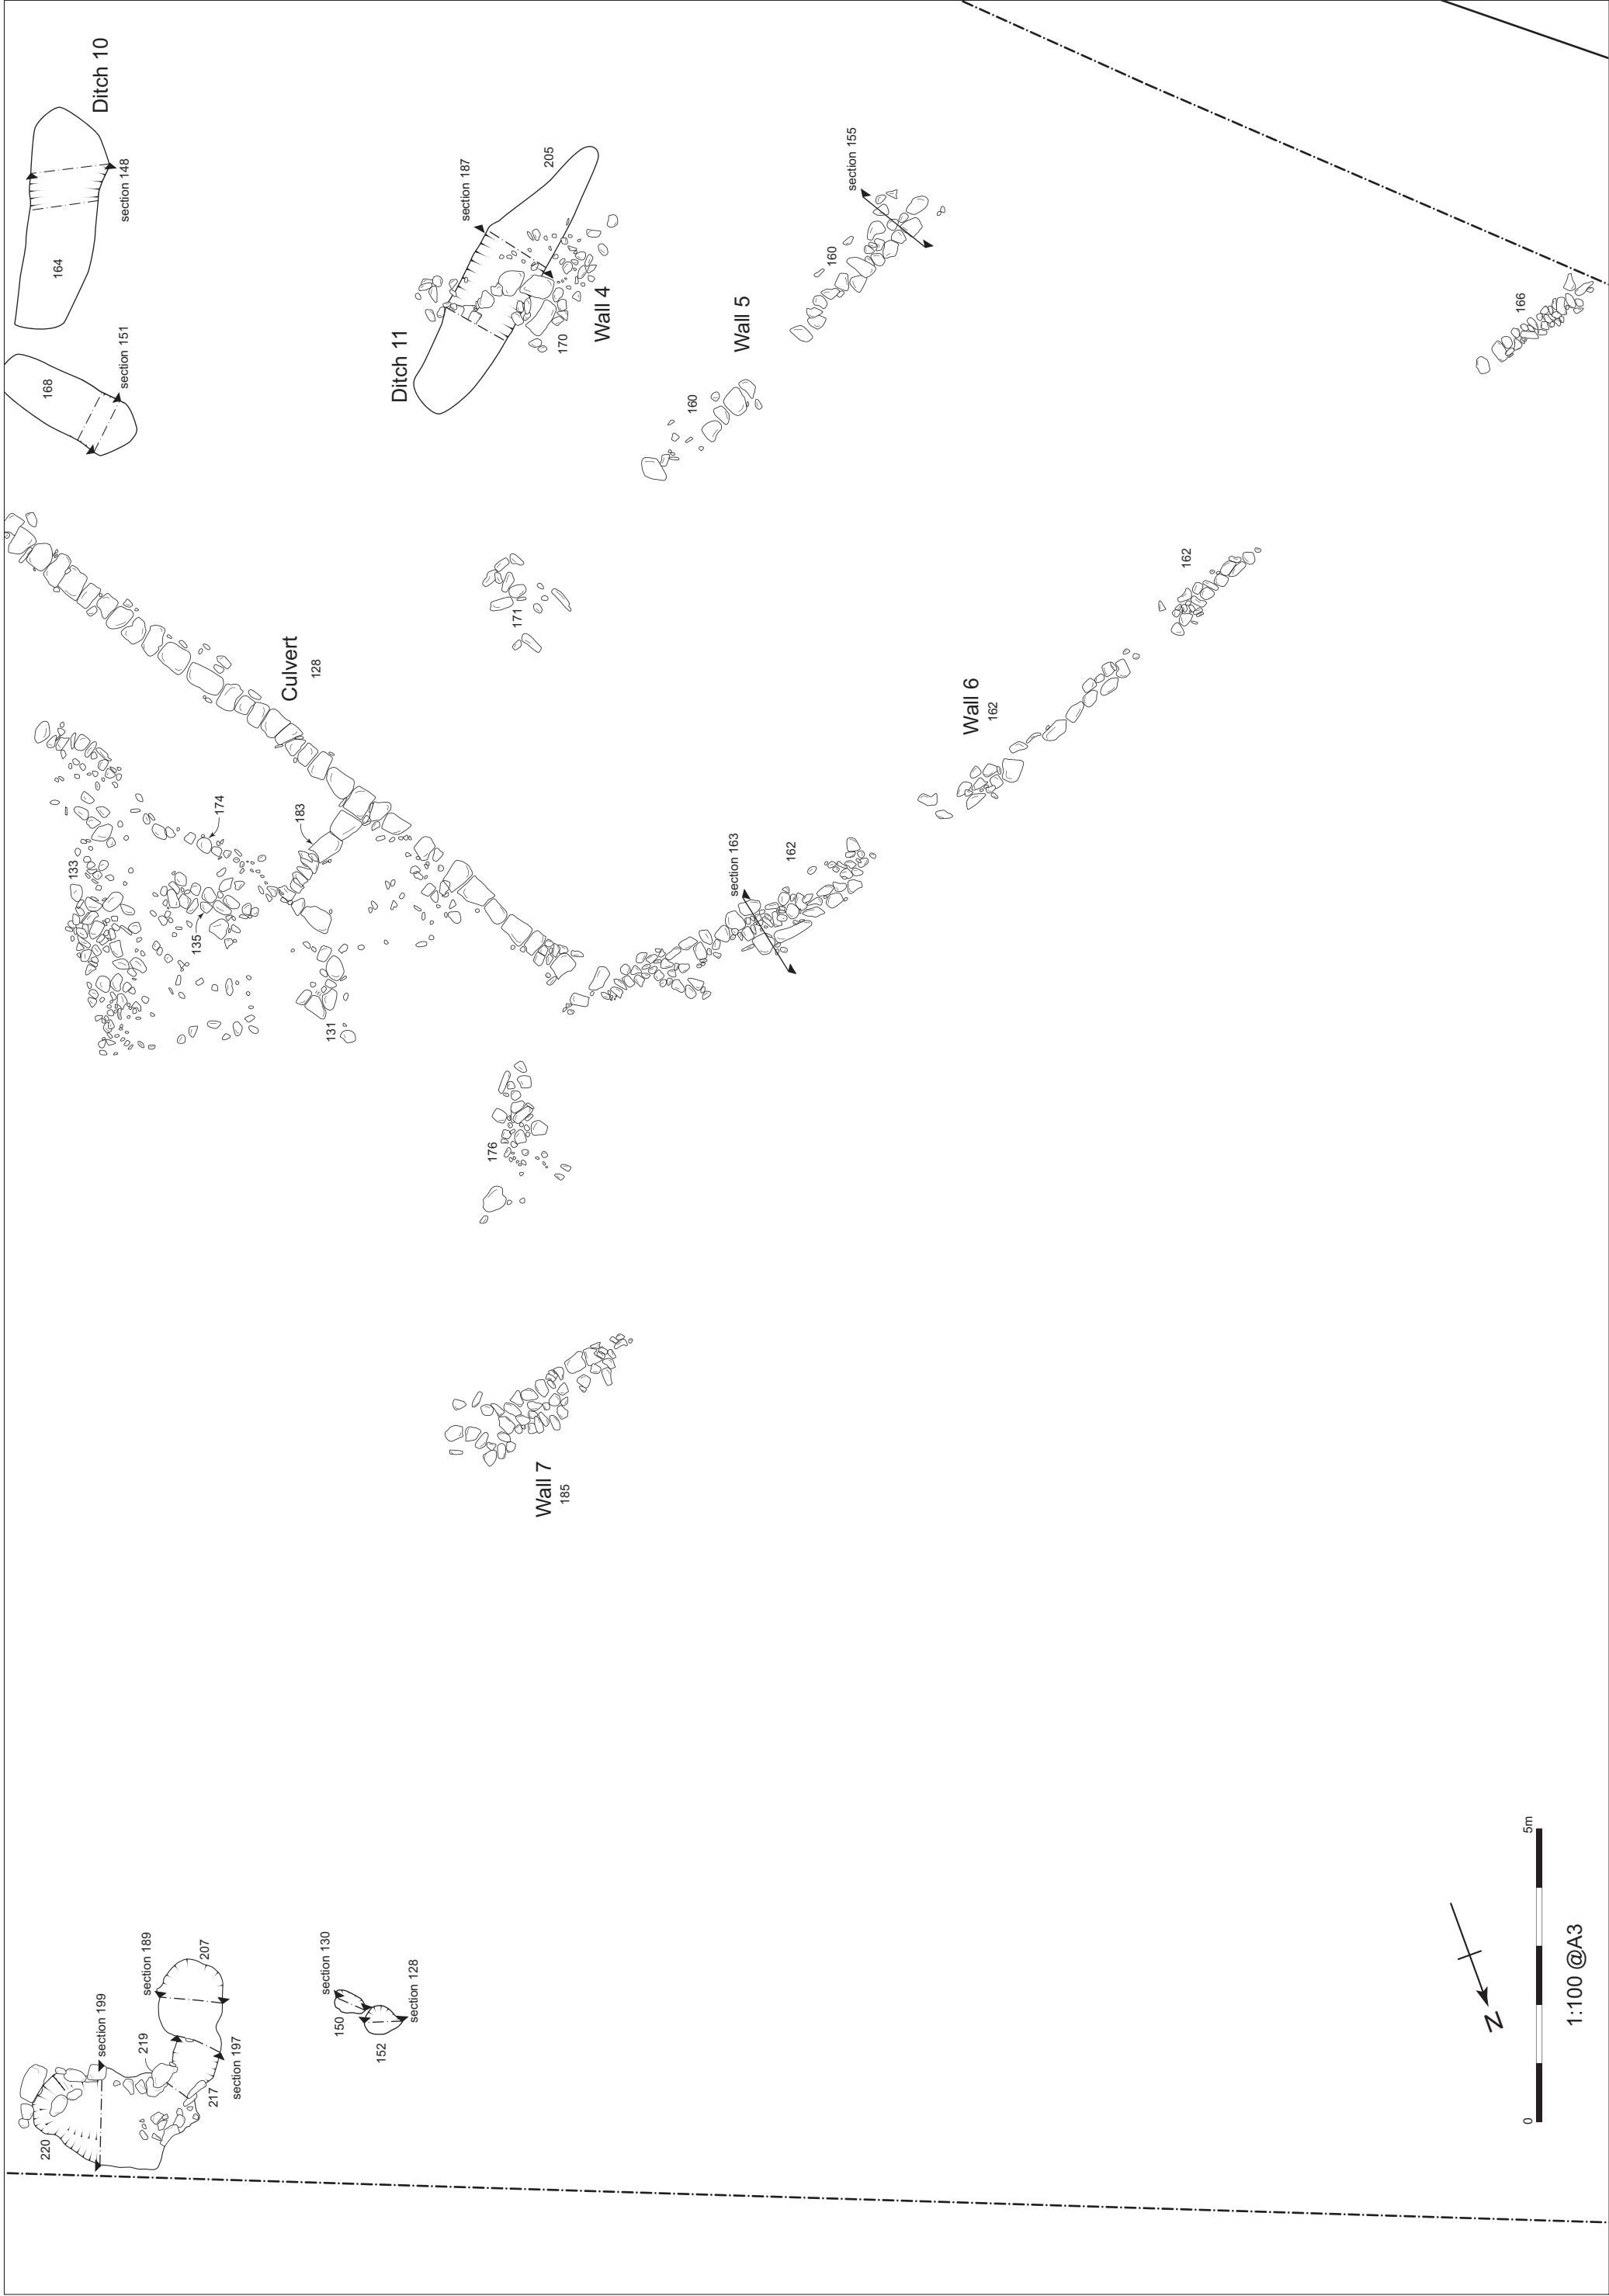 Ditch 10
section 148
164
section 151
168
section 187
205
Ditch 11
Wall 4
170
section 155
160
Wall 5
160
166
171
162
Wall 6
162
Culvert
128
174
183
133
135
131
section 163
162
176
Wall 7
185
section 189
207
section 199
219
section 197
217
220
section 130
150
section 128
152
N
0
5m
1:100 @A3